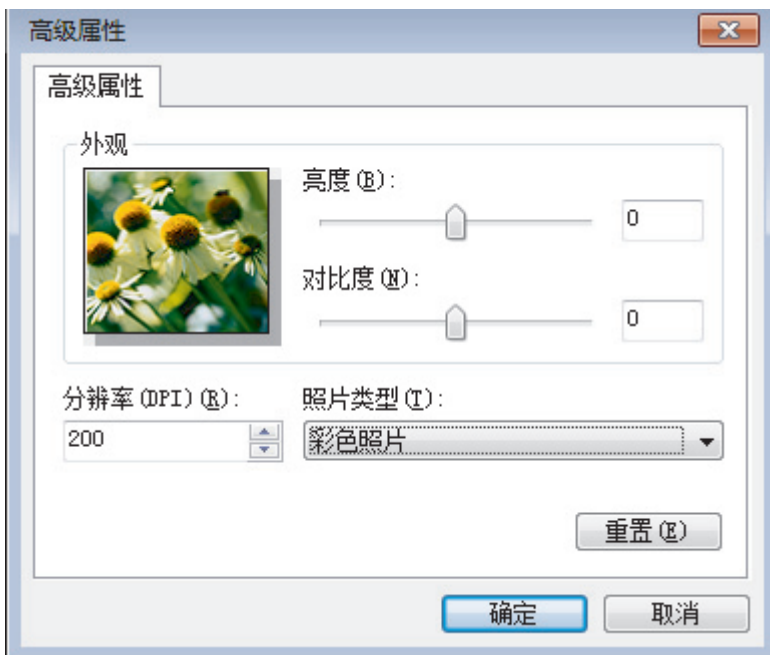 高级属性
高级属性
外观
亮度(B):
0
对比度(N):
0
分辨率(DPI)(R):
200
照片类型(T):
彩色照片
重置(E)
确定
取消